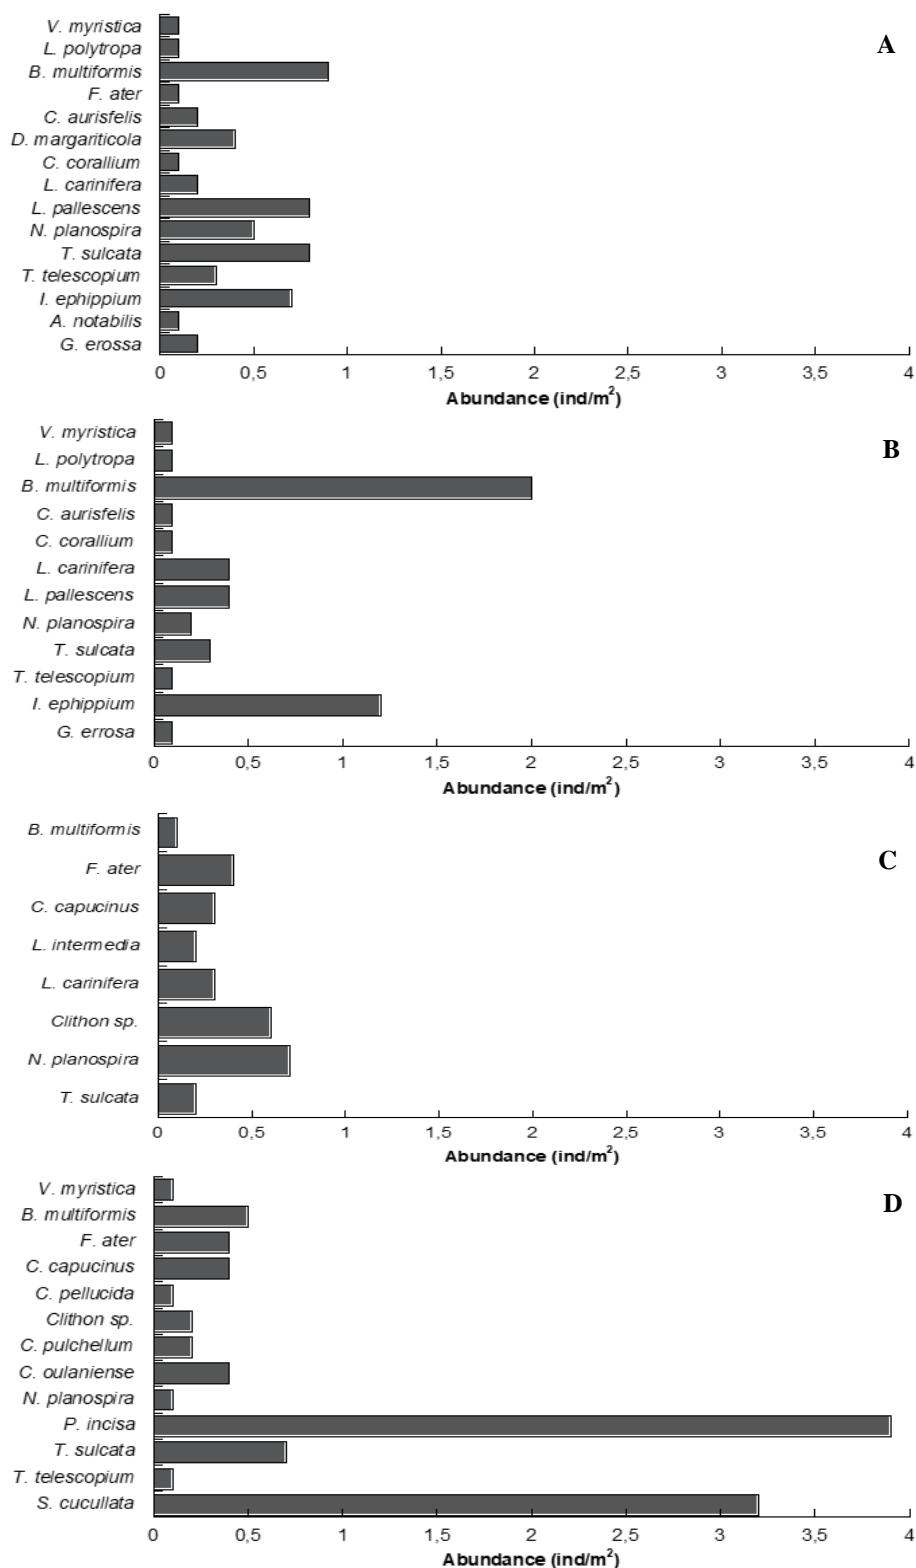 A
V. myristica
L. polytropa
B. multiformis
F. ater
C. aurisfelis
D. margariticola
C. corallium
L. carinifera
L. pallescens
N. planospira
T. sulcata
T. telescopium
I. ephippium
A. notabilis
G. erossa
0 0,5 1 1,5 2 2,5 3 3,5 4
Abundance (ind/m²)
B
V. myristica
L. polytropa
B. multiformis
C. aurisfelis
C. corallium
L. carinifera
L. pallescens
N. planospira
T. sulcata
T. telescopium
I. ephippium
G. errosa
0 0,5 1 1,5 2 2,5 3 3,5 4
Abundance (ind/m²)
C
B. multiformis
F. ater
C. capucinus
L. intermedia
L. carinifera
Clithon sp.
N. planospira
T. sulcata
0 0,5 1 1,5 2 2,5 3 3,5 4
Abundance (ind/m²)
D
V. myristica
B. multiformis
F. ater
C. capucinus
C. pellucida
Clithon sp.
C. pulchellum
C. oulaniense
N. planospira
P. incisa
T. sulcata
T. telescopium
S. cucullata
0 0,5 1 1,5 2 2,5 3 3,5 4
Abundance (ind/m²)